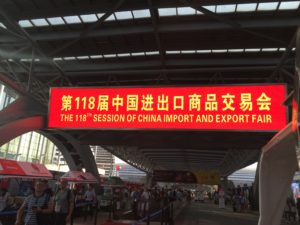 第118届中国进出口商品交易会
THE 118TH SESSION OF CHINA IMPORT AND EXPORT FAIR